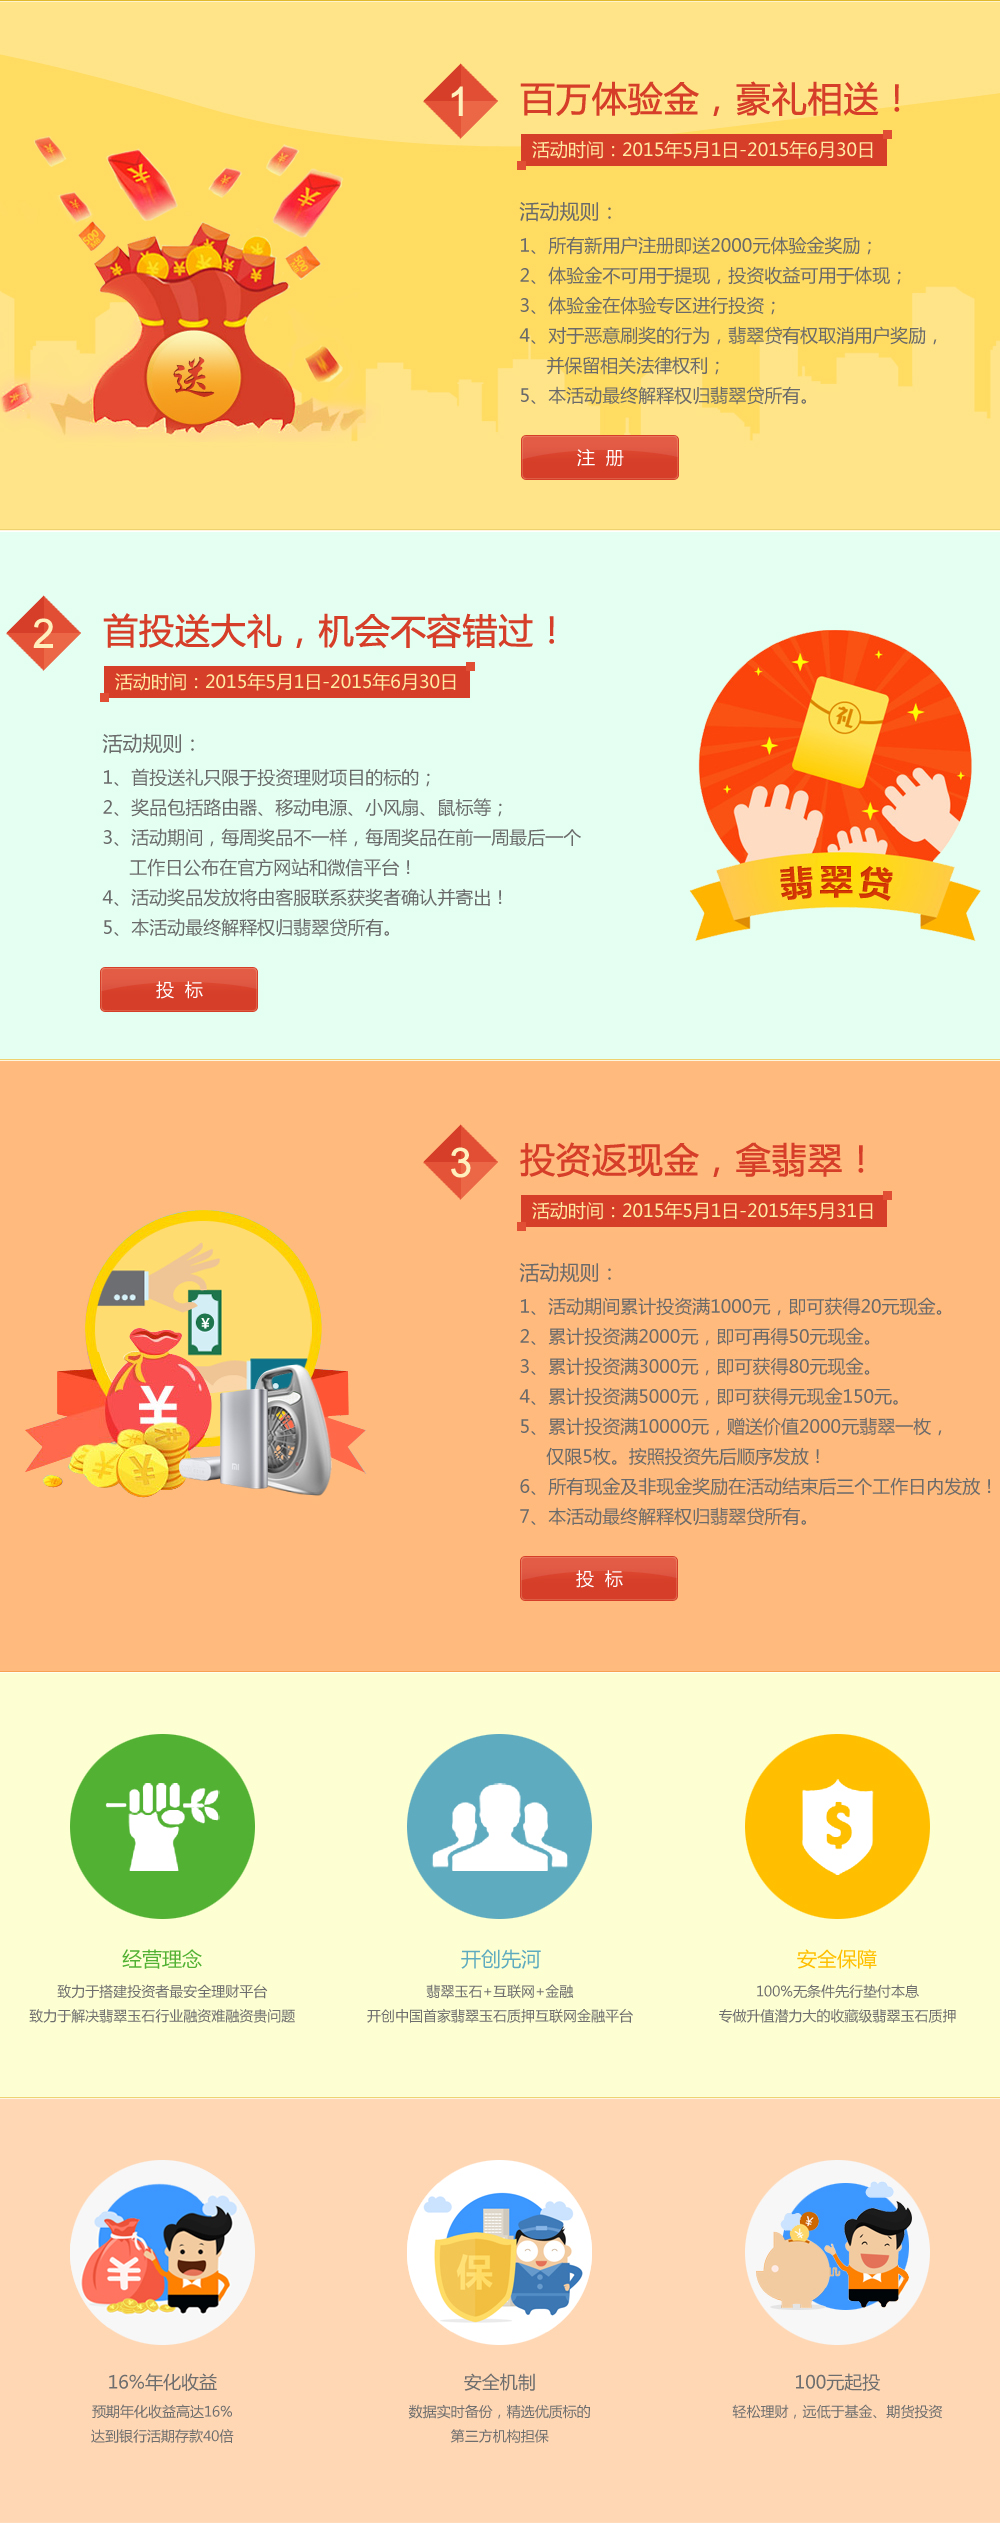 1
百万体验金，豪礼相送！
活动时间：2015年5月1日-2015年6月30日
活动规则：
1、所有新用户注册即送2000元体验金奖励；
2、体验金不可用于提现，投资收益可用于体现；
3、体验金在体验专区进行投资；
4、对于恶意刷奖的行为，翡翠贷有权取消用户奖励，
并保留相关法律权利；
5、本活动最终解释权归翡翠贷所有。
500
500
送
注 册
2
首投送大礼，机会不容错过！
活动时间：2015年5月1日-2015年6月30日
活动规则：
1、首投送礼只限于投资理财项目的标的；
2、奖品包括路由器、移动电源、小风扇、鼠标等；
3、活动期间，每周奖品不一样，每周奖品在前一周最后一个
工作日公布在官方网站和微信平台！
4、活动奖品发放将由客服联系获奖者确认并寄出！
5、本活动最终解释权归翡翠贷所有。
礼
翡翠贷
投 标
3
投资返现金，拿翡翠！
活动时间：2015年5月1日-2015年5月31日
活动规则：
1、活动期间累计投资满1000元，即可获得20元现金。
2、累计投资满2000元，即可再得50元现金。
3、累计投资满3000元，即可获得80元现金。
4、累计投资满5000元，即可获得元现金150元。
5、累计投资满10000元，赠送价值2000元翡翠一枚，
仅限5枚。按照投资先后顺序发放！
6、所有现金及非现金奖励在活动结束后三个工作日内发放！
7、本活动最终解释权归翡翠贷所有。
¥
¥
投 标
$
经营理念
致力于搭建投资者最安全理财平台
致力于解决翡翠玉石行业融资难融资贵问题
开创先河
翡翠玉石+互联网+金融
开创中国首家翡翠玉石质押互联网金融平台
安全保障
100%无条件先行垫付本息
专做升值潜力大的收藏级翡翠玉石质押
¥
保
¥
16%年化收益
预期年化收益高达16%
达到银行活期存款40倍
安全机制
数据实时备份，精选优质标的
第三方机构担保
100元起投
轻松理财，远低于基金、期货投资